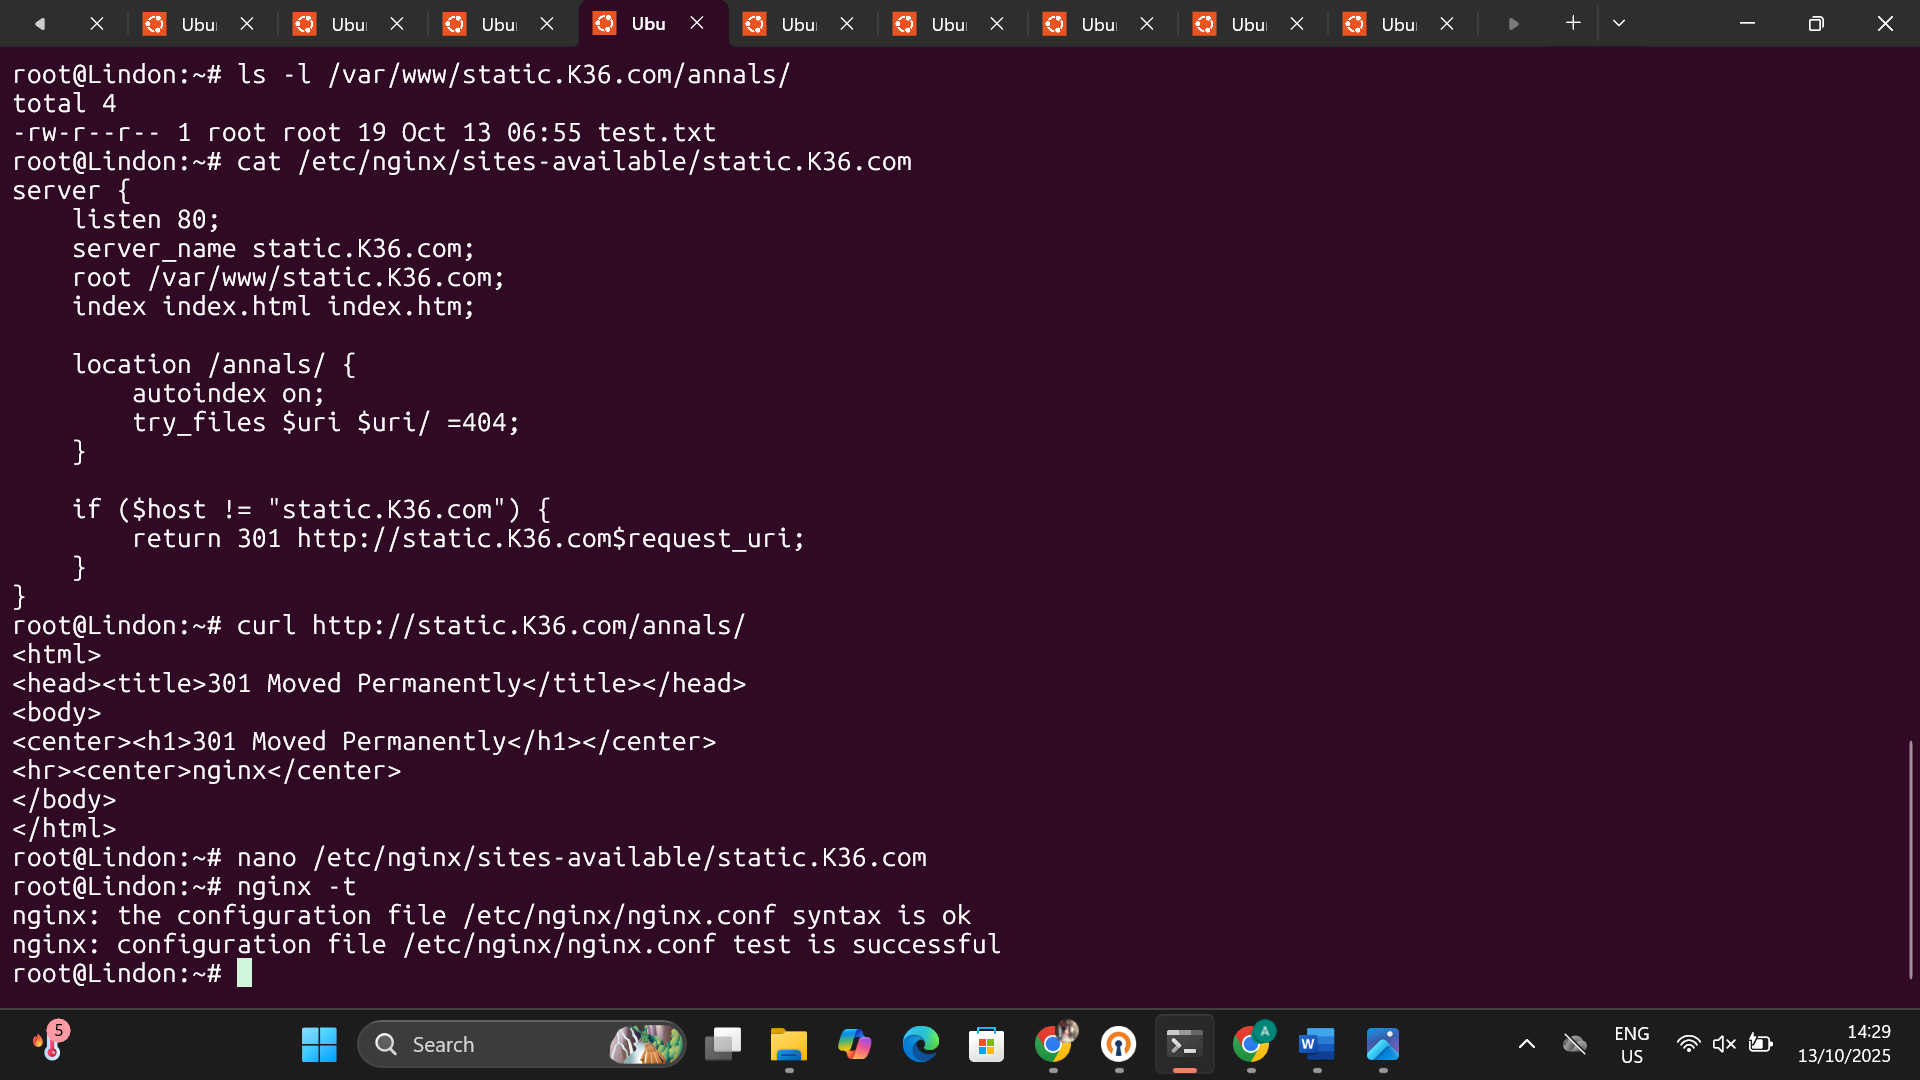 Ubu Ubu Ubu Ubu Ubu Ubu Ubu Ubu Ubu
root@Lindon:~# ls -l /var/www/static.K36.com/annals/
total 4
-rw-r--r-- 1 root root 19 Oct 13 06:55 test.txt
root@Lindon:~# cat /etc/nginx/sites-available/static.K36.com
server {
    listen 80;
    server_name static.K36.com;
    root /var/www/static.K36.com;
    index index.html index.htm;

    location /annals/ {
        autoindex on;
        try_files $uri $uri/ =404;
    }

    if ($host != "static.K36.com") {
        return 301 http://static.K36.com$request_uri;
    }
}
root@Lindon:~# curl http://static.K36.com/annals/
<html>
<head><title>301 Moved Permanently</title></head>
<body>
<center><h1>301 Moved Permanently</h1></center>
<hr><center>nginx</center>
</body>
</html>
root@Lindon:~# nano /etc/nginx/sites-available/static.K36.com
root@Lindon:~# nginx -t
nginx: the configuration file /etc/nginx/nginx.conf syntax is ok
nginx: configuration file /etc/nginx/nginx.conf test is successful
root@Lindon:~#
5
Search
A
W
ENG
US
14:29
13/10/2025